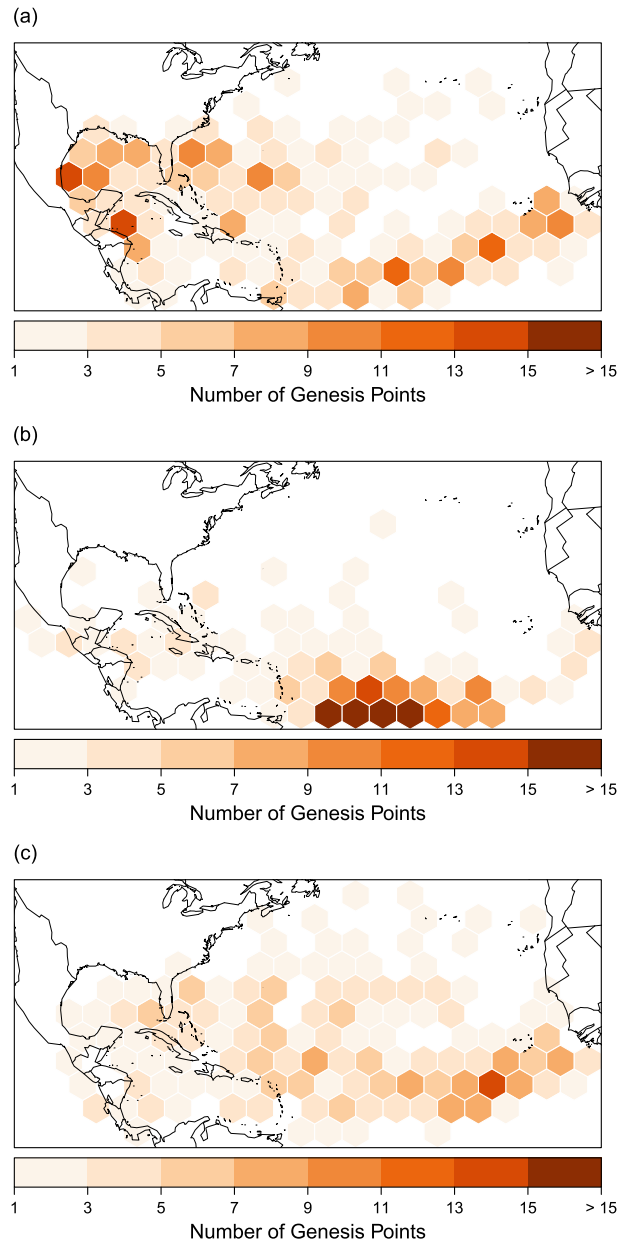 (a)
1 3 5 7 9 11 13 15 > 15
Number of Genesis Points
(b)
1 3 5 7 9 11 13 15 > 15
Number of Genesis Points
(c)
1 3 5 7 9 11 13 15 > 15
Number of Genesis Points